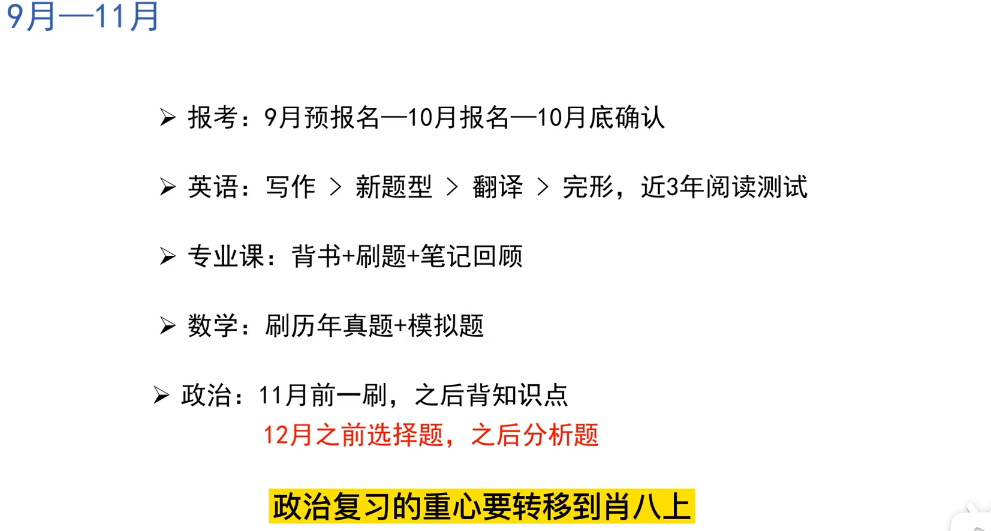 9月—11月
➢ 报考：9月预报名—10月报名—10月底确认
➢ 英语：写作 > 新题型 > 翻译 > 完形，近3年阅读测试
➢ 专业课：背书+刷题+笔记回顾
➢ 数学：刷历年真题+模拟题
➢ 政治：11月前一刷，之后背知识点
12月之前选择题，之后分析题
政治复习的重心要转移到肖八上